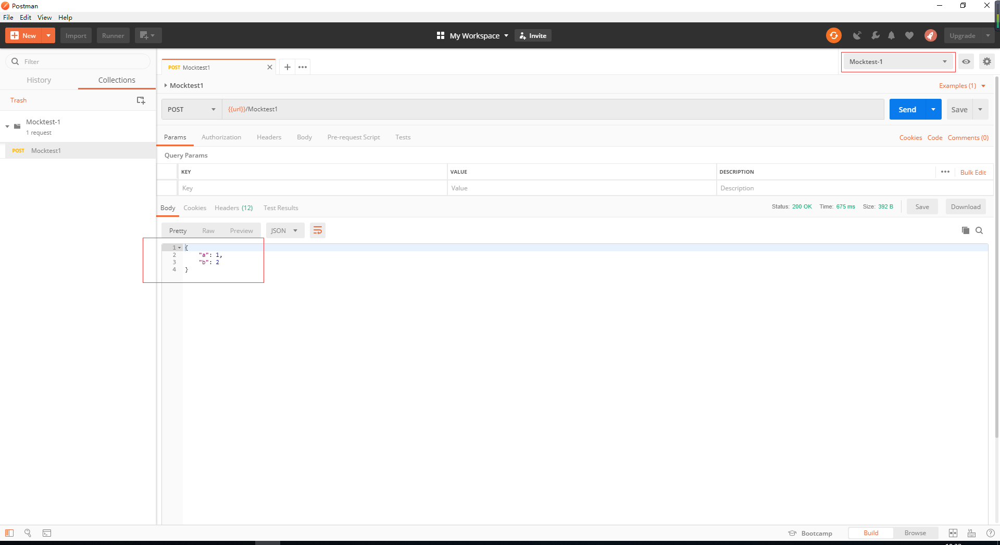 Postman
File Edit View Help
New Import Runner My Workspace Invite Upgrade
Filter
History Collections
Trash
Mocktest-1
1 request
POST Mocktest1
POST Mocktest1
Mocktest-1
Mocktest1
Examples (1)
POST {{url}}/Mocktest1 Send Save
Params Authorization Headers Body Pre-request Script Tests Cookies Code Comments (0)
Query Params
KEY VALUE DESCRIPTION Bulk Edit
Key Value Description
Body Cookies Headers (12) Test Results Status: 200 OK Time: 675 ms Size: 392 B Save Download
Pretty Raw Preview JSON
1 {
2 "a": 1,
3 "b": 2
4 }
Bootcamp Build Browse